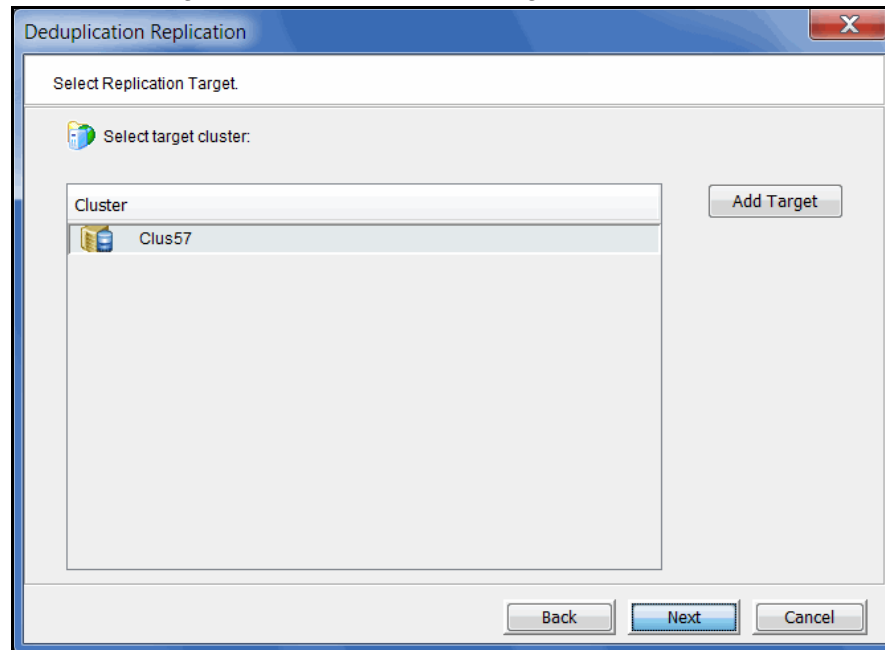 Deduplication Replication
X
Select Replication Target.
Select target cluster:
Cluster
Add Target
Clus57
Back Next Cancel